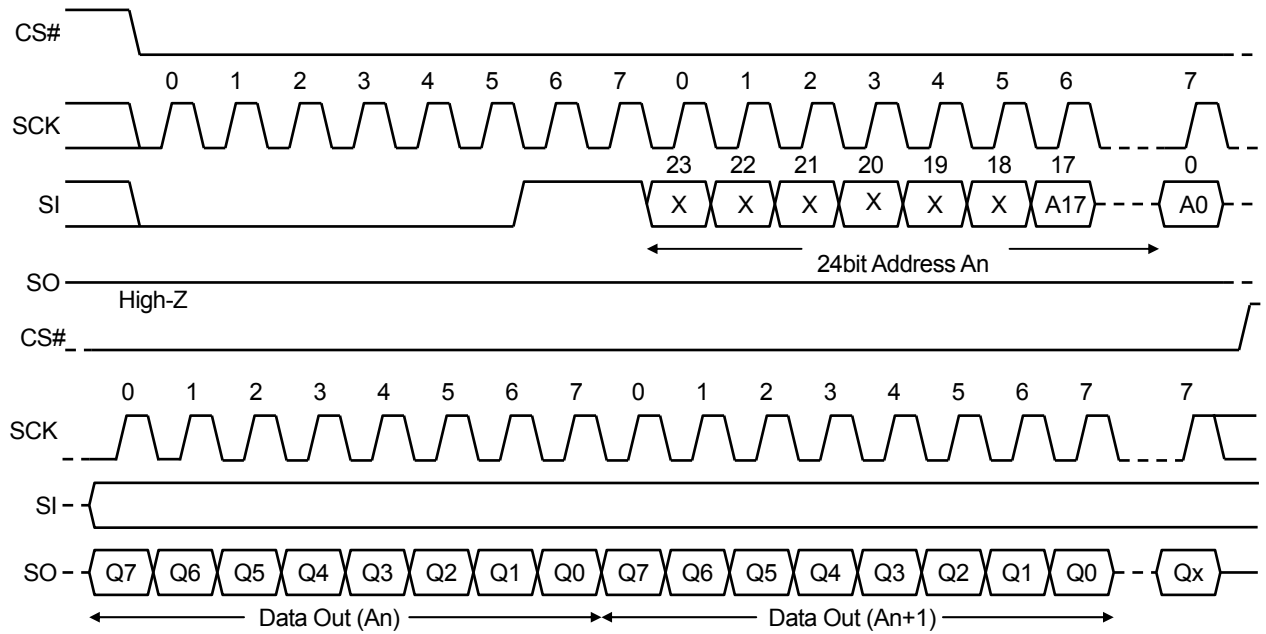 CS#
0 1 2 3 4 5 6 7 0 1 2 3 4 5 6 7
SCK
23 22 21 20 19 18 17 0
SI X X X X X X A17 A0
24bit Address An
SO
High-Z
CS#
0 1 2 3 4 5 6 7 0 1 2 3 4 5 6 7 7
SCK
SI
SO Q7 Q6 Q5 Q4 Q3 Q2 Q1 Q0 Q7 Q6 Q5 Q4 Q3 Q2 Q1 Q0 Qx
Data Out (An) Data Out (An+1)